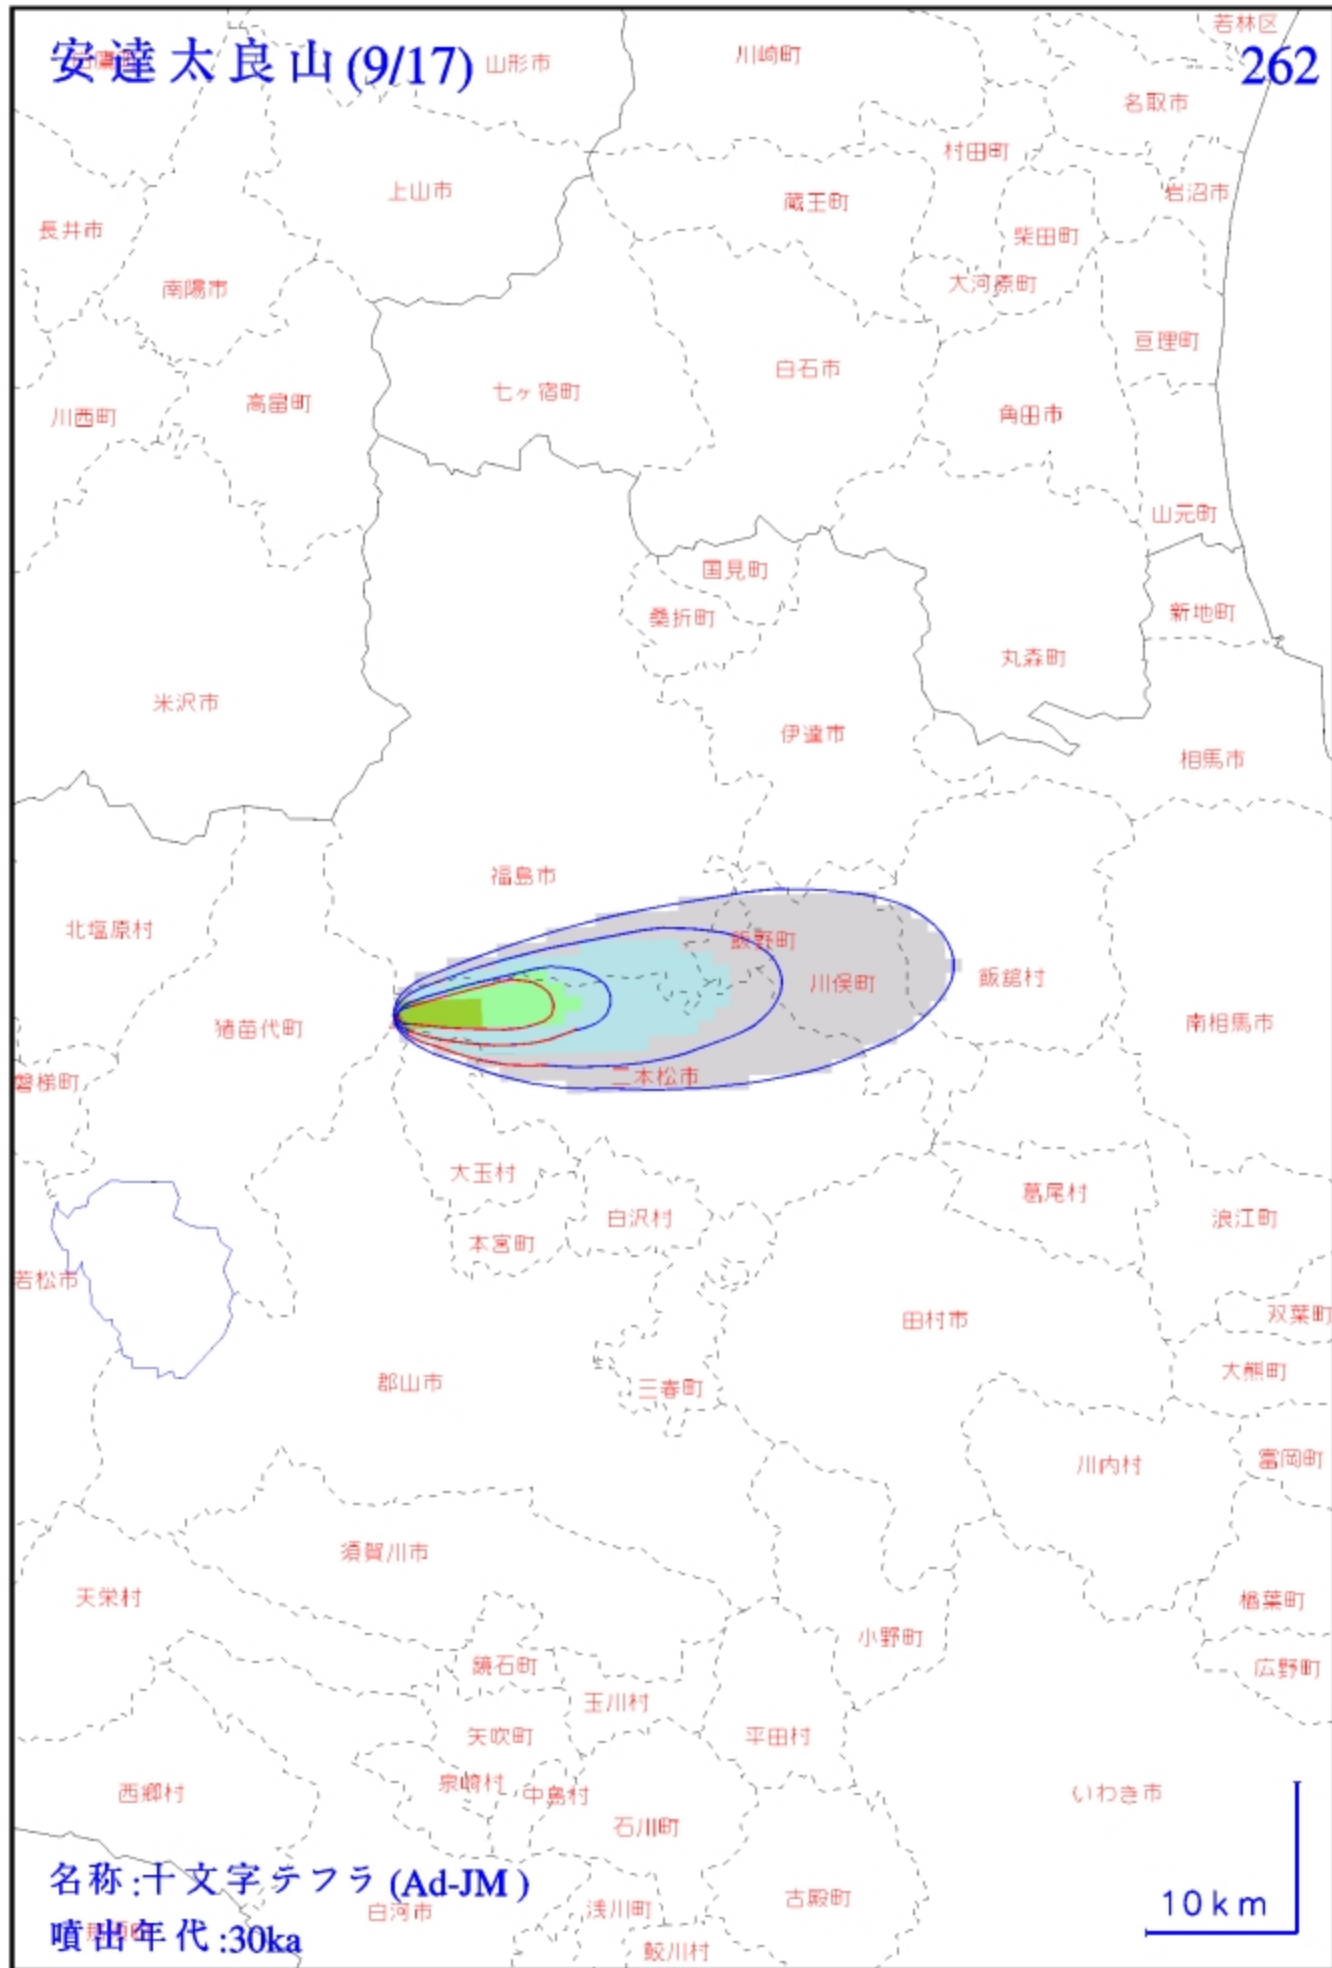 安達太良山(9/17)
262
若林区
山形市
川崎町
名取市
村田町
上山市
蔵王町
岩沼市
長井市
柴田町
南陽市
大河原町
亘理町
白石市
七ヶ宿町
高畠町
川西町
角田市
山元町
国見町
新地町
桑折町
丸森町
米沢市
伊達市
相馬市
福島市
北塩原村
飯野町
飯舘村
川俣町
南相馬市
猪苗代町
二本松市
磐梯町
大玉村
葛尾村
白沢村
浪江町
本宮町
若松市
双葉町
田村市
大熊町
郡山市
三春町
富岡町
川内村
須賀川市
天栄村
楢葉町
小野町
鏡石町
広野町
玉川村
矢吹町
平田村
泉崎村
西郷村
中島村
いわき市
石川町
名称:十文字テフラ(Ad-JM)
古殿町
10km
浅川町
白河市
噴出年代:30ka
鮫川村